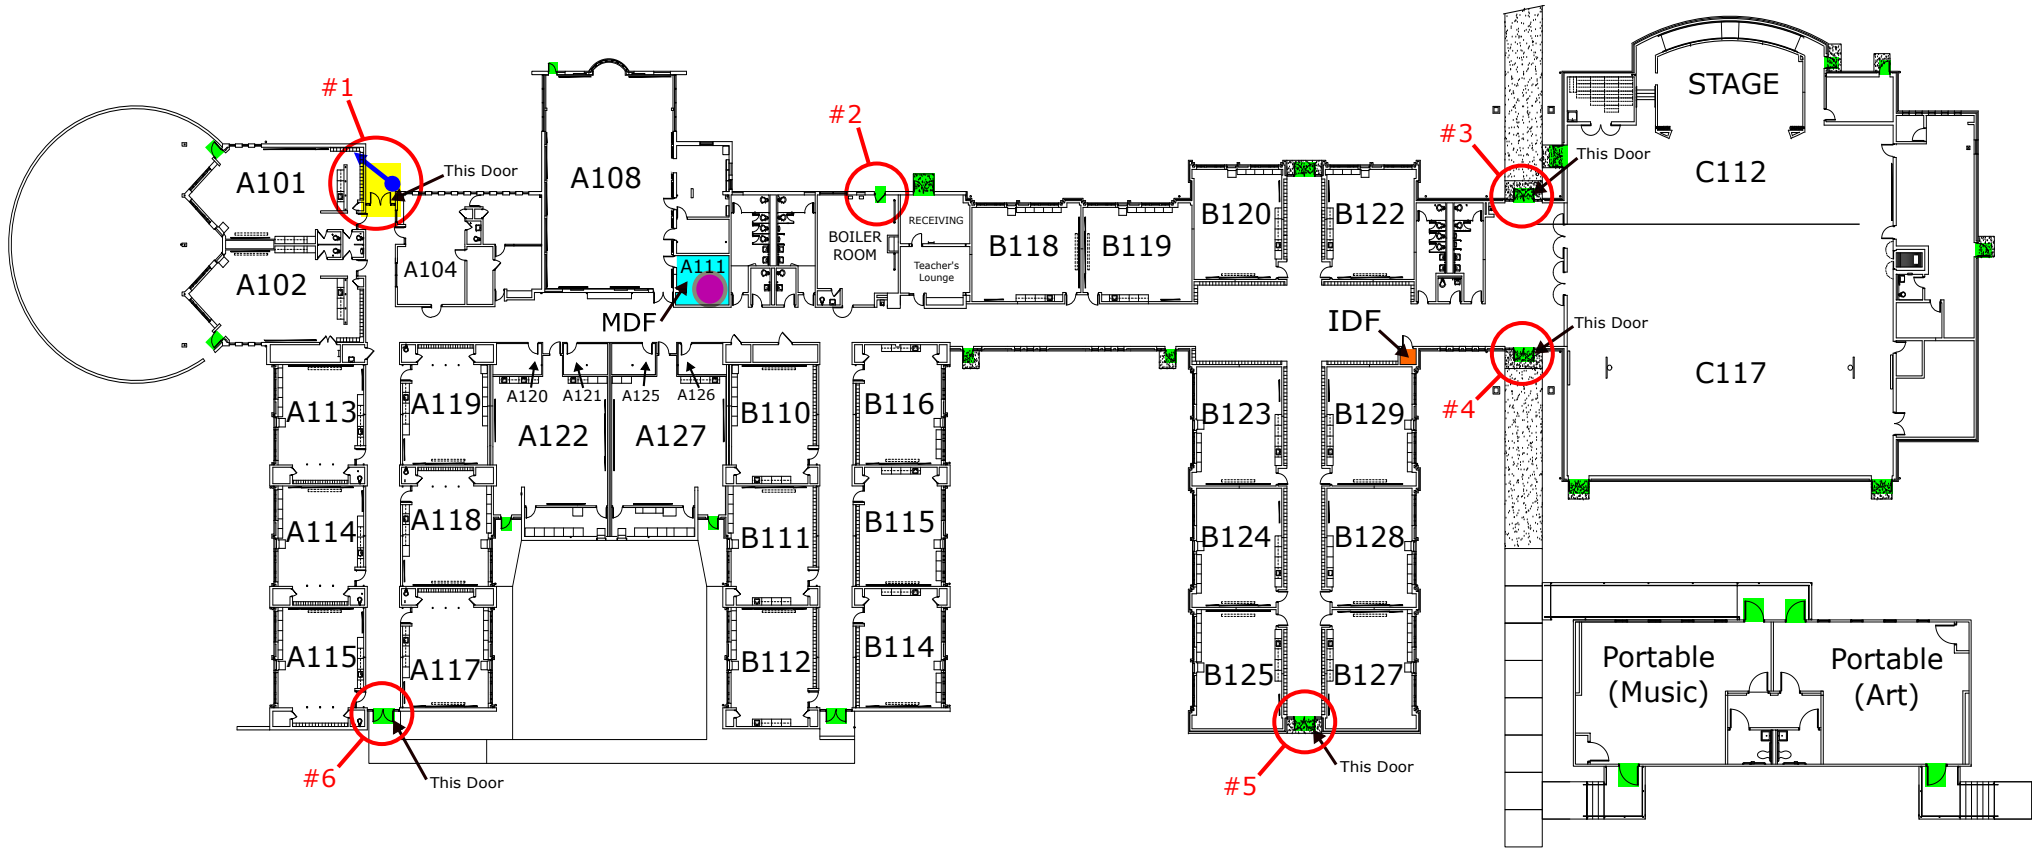 #1
#2
#3
STAGE
This Door
This Door
A101
A108
C112
B120
B122
RECEIVING
BOILER
ROOM
B118
B119
A104
A111
Teacher's
Lounge
A102
MDF
IDF
This Door
C117
A120
A121
A125
A126
#4
A113
A119
A122
A127
B110
B116
B123
B129
A114
A118
B111
B115
B124
B128
A115
A117
B112
B114
B125
B127
Portable
(Music)
Portable
(Art)
#6
This Door
#5
This Door